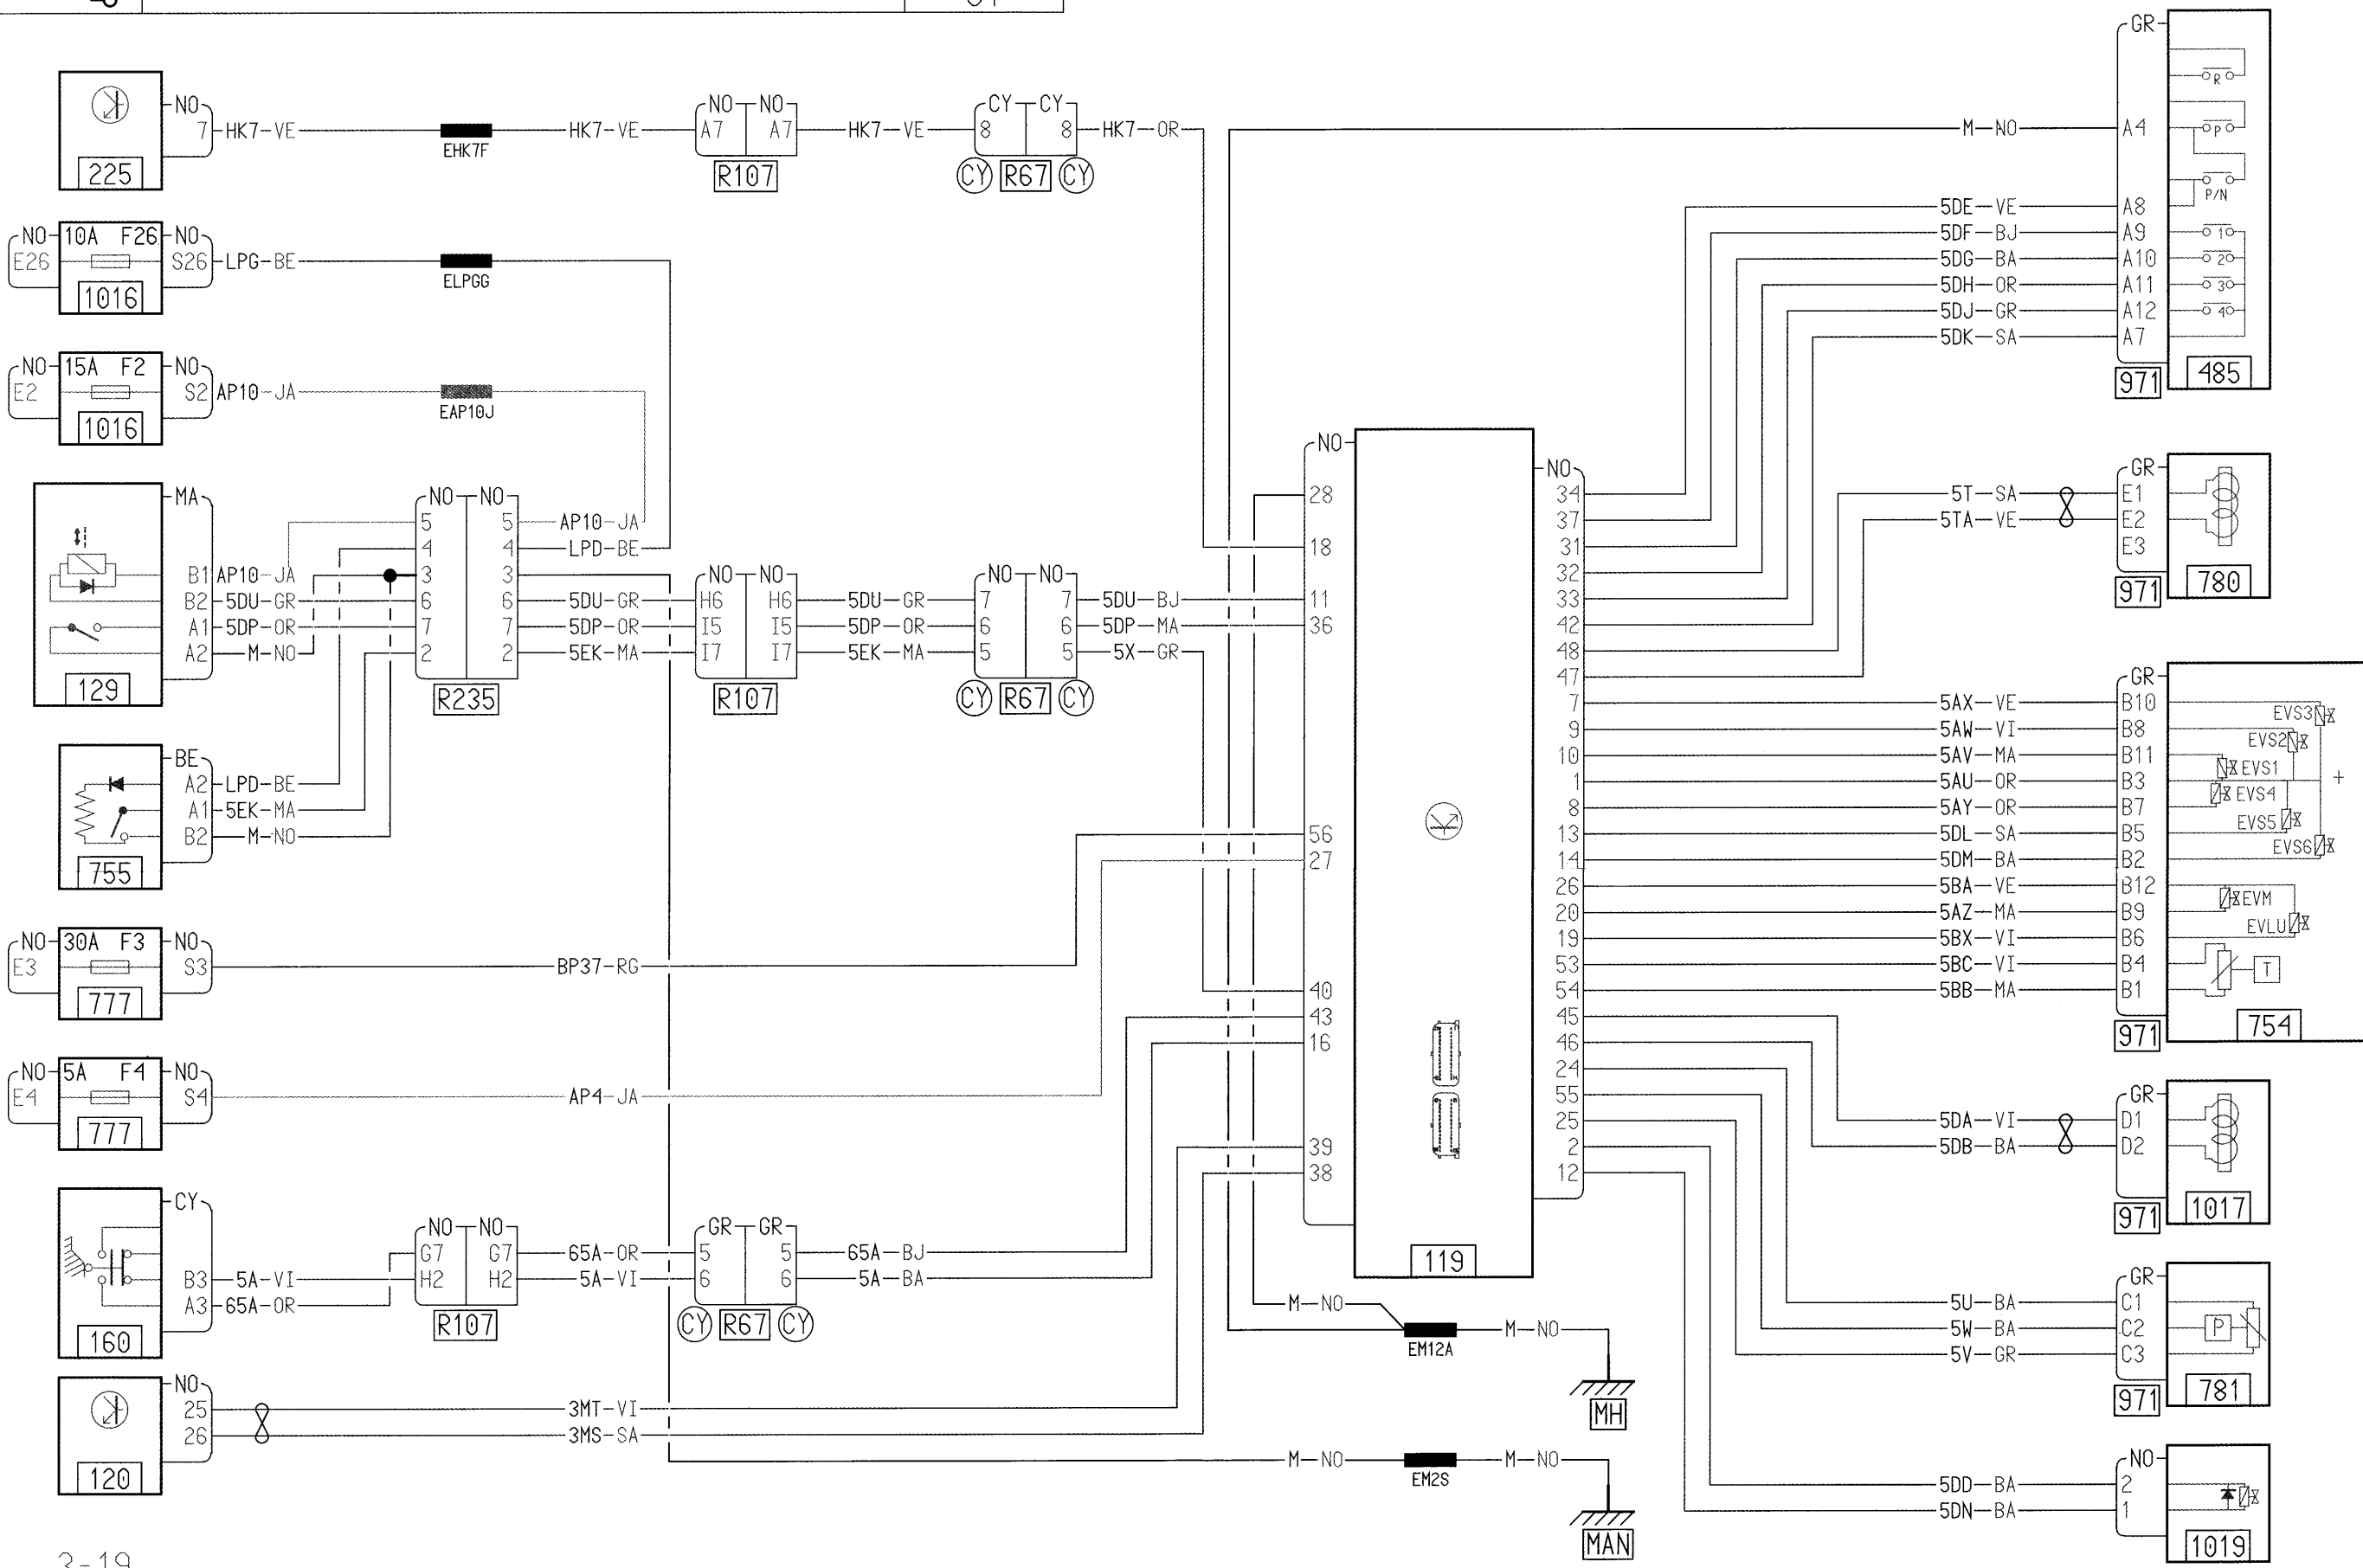 NO
7 HK7-VE
EHK7F
HK7-VE
NO NO
A7 A7
R107
HK7-VE
CY CY
8 8
CY R67 CY
HK7-OR
225
NO 10A F26 NO
E26 S26 LPG-BE
ELPGG
1016
NO 15A F2 NO
E2 S2 AP10-JA
EAP10J
1016
MA
B1 AP10-JA
B2 5DU-GR
A1 5DP-OR
A2 M-NO
129
NO NO
5 5 AP10-JA
4 4 LPD-BE
3 3
6 6 5DU-GR
7 7 5DP-OR
2 2 5EK-MA
R235
NO NO
H6 H6 5DU-GR
I5 I5 5DP-OR
I7 I7 5EK-MA
R107
NO NO
7 7 5DU-BJ
6 6 5DP-MA
5 5 5X-GR
CY R67 CY
BE
A2 LPD-BE
A1 5EK-MA
B2 M-NO
755
NO 30A F3 NO
E3 S3 BP37-RG
777
NO 5A F4 NO
E4 S4 AP4-JA
777
CY
B3 5A-VI
A3 65A-OR
160
NO NO
G7 G7 65A-OR
H2 H2 5A-VI
R107
GR GR
5 5 65A-BJ
6 6 5A-BA
CY R67 CY
NO
25 3MT-VI
26 3MS-SA
120
NO
28
18
11
36
56
27
40
43
16
39
38
119
NO
34
37
31
32
33
42
48
47
7
9
10
1
8
13
14
26
20
19
53
54
45
46
24
55
25
2
12
M-NO
EM12A
M-NO
MH
M-NO
EM2S
M-NO
MAN
GR
M-NO A4
5DE-VE A8
5DF-BJ A9
5DG-BA A10
5DH-OR A11
5DJ-GR A12
5DK-SA A7
R
P
P/N
1
2
3
4
971 485
GR
5T-SA E1
5TA-VE E2
E3
971 780
GR
5AX-VE B10 EVS3
5AW-VI B8 EVS2
5AV-MA B11 EVS1
5AU-OR B3 +
5AY-OR B7 EVS4
5DL-SA B5 EVS5
5DM-BA B2 EVS6
5BA-VE B12 EVM
5AZ-MA B9
5BX-VI B6 EVLU
5BC-VI B4 T
5BB-MA B1
971 754
GR
5DA-VI D1
5DB-BA D2
971 1017
GR
5U-BA C1
5W-BA C2 P
5V-GR C3
971 781
NO
5DD-BA 2
5DN-BA 1
1019